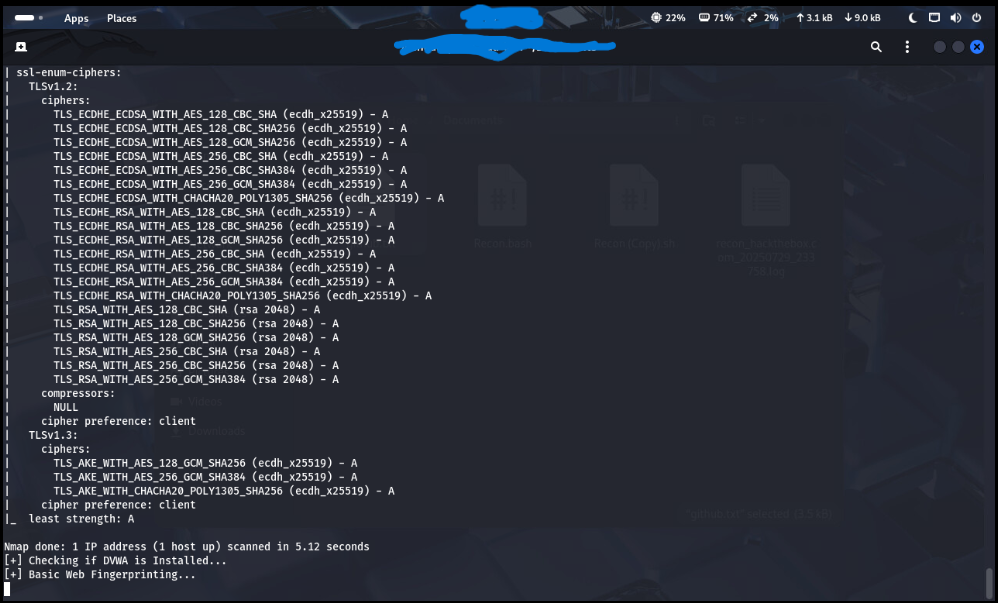 Apps Places 22% 71% 2% ↑ 3.1 kB ↓ 9.0 kB
| ssl-enum-ciphers:
|   TLSv1.2:
|     ciphers:
|       TLS_ECDHE_ECDSA_WITH_AES_128_CBC_SHA (ecdh_x25519) - A
|       TLS_ECDHE_ECDSA_WITH_AES_128_CBC_SHA256 (ecdh_x25519) - A
|       TLS_ECDHE_ECDSA_WITH_AES_128_GCM_SHA256 (ecdh_x25519) - A
|       TLS_ECDHE_ECDSA_WITH_AES_256_CBC_SHA (ecdh_x25519) - A
|       TLS_ECDHE_ECDSA_WITH_AES_256_CBC_SHA384 (ecdh_x25519) - A
|       TLS_ECDHE_ECDSA_WITH_AES_256_GCM_SHA384 (ecdh_x25519) - A
|       TLS_ECDHE_ECDSA_WITH_CHACHA20_POLY1305_SHA256 (ecdh_x25519) - A
|       TLS_ECDHE_RSA_WITH_AES_128_CBC_SHA (ecdh_x25519) - A
|       TLS_ECDHE_RSA_WITH_AES_128_CBC_SHA256 (ecdh_x25519) - A
|       TLS_ECDHE_RSA_WITH_AES_128_GCM_SHA256 (ecdh_x25519) - A
|       TLS_ECDHE_RSA_WITH_AES_256_CBC_SHA (ecdh_x25519) - A
|       TLS_ECDHE_RSA_WITH_AES_256_CBC_SHA384 (ecdh_x25519) - A
|       TLS_ECDHE_RSA_WITH_AES_256_GCM_SHA384 (ecdh_x25519) - A
|       TLS_ECDHE_RSA_WITH_CHACHA20_POLY1305_SHA256 (ecdh_x25519) - A
|       TLS_RSA_WITH_AES_128_CBC_SHA (rsa 2048) - A
|       TLS_RSA_WITH_AES_128_CBC_SHA256 (rsa 2048) - A
|       TLS_RSA_WITH_AES_128_GCM_SHA256 (rsa 2048) - A
|       TLS_RSA_WITH_AES_256_CBC_SHA (rsa 2048) - A
|       TLS_RSA_WITH_AES_256_CBC_SHA256 (rsa 2048) - A
|       TLS_RSA_WITH_AES_256_GCM_SHA384 (rsa 2048) - A
|     compressors:
|       NULL
|     cipher preference: client
|   TLSv1.3:
|     ciphers:
|       TLS_AKE_WITH_AES_128_GCM_SHA256 (ecdh_x25519) - A
|       TLS_AKE_WITH_AES_256_GCM_SHA384 (ecdh_x25519) - A
|       TLS_AKE_WITH_CHACHA20_POLY1305_SHA256 (ecdh_x25519) - A
|     cipher preference: client
|_  least strength: A
Nmap done: 1 IP address (1 host up) scanned in 5.12 seconds
[+] Checking if DVWA is Installed...
[+] Basic Web Fingerprinting...